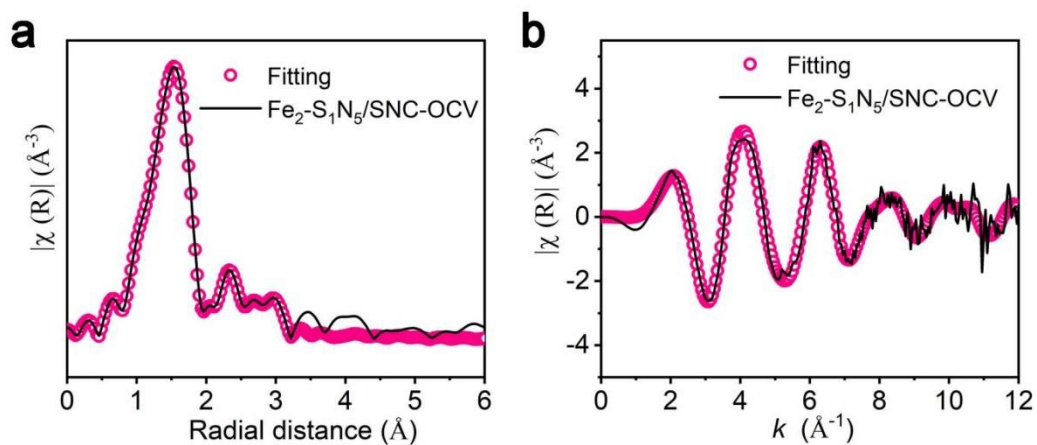 a
|χ (R)| (Å⁻³)
Fitting
Fe₂-S₁N₅/SNC-OCV
0 1 2 3 4 5 6
Radial distance (Å)
b
|χ (R)| (Å⁻³)
4
2
0
-2
-4
Fitting
Fe₂-S₁N₅/SNC-OCV
0 2 4 6 8 10 12
k (Å⁻¹)